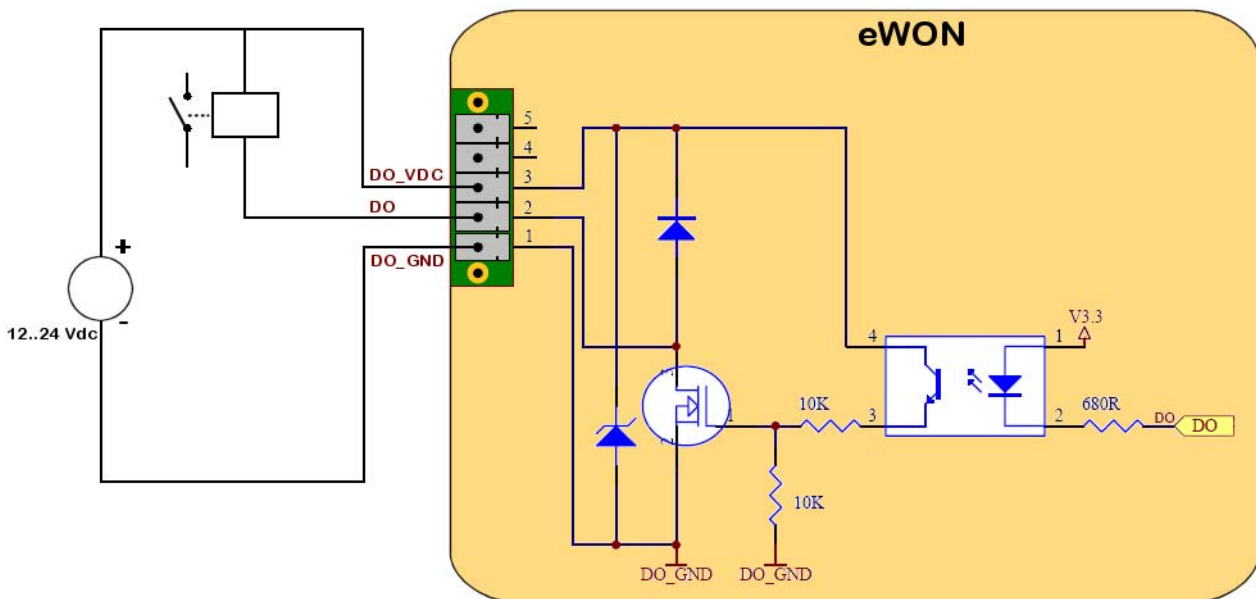 eWON
5
4
DO_VDC
3
DO
2
1
DO_GND
+
-
12..24 Vdc
V3.3
4
1
3
2
10K
680R
DO
DO
1
2
10K
DO_GND
DO_GND